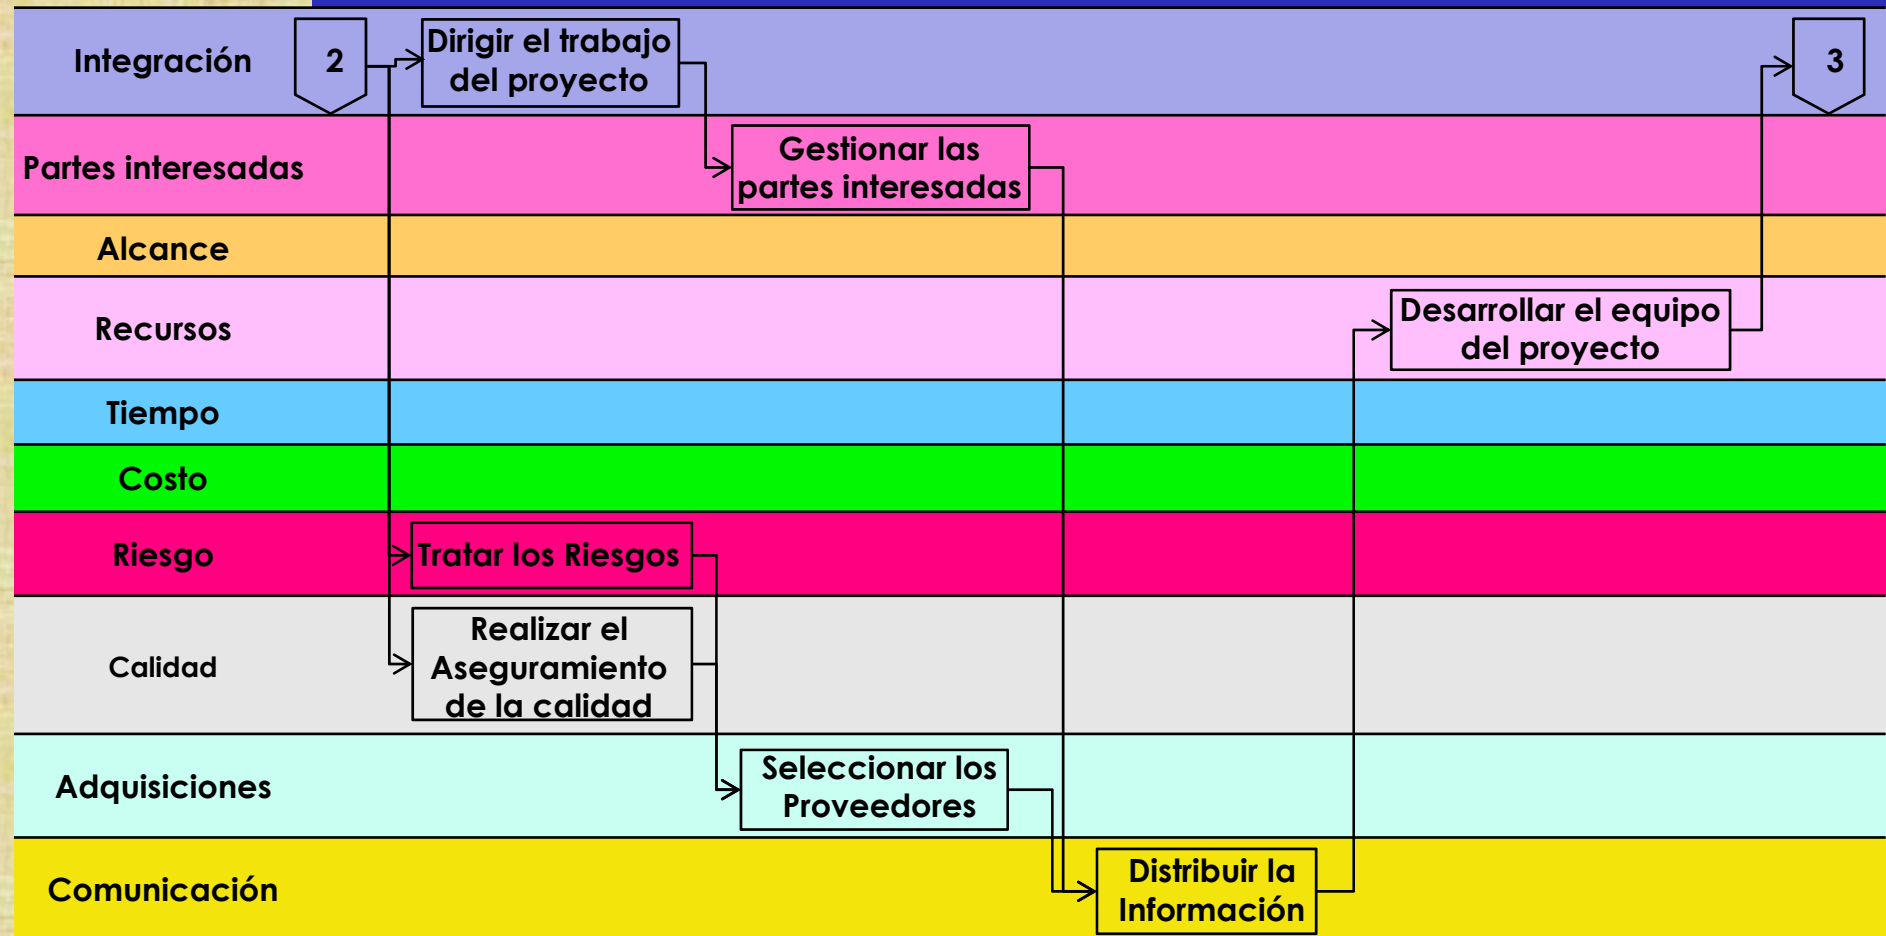 Integración
2
Dirigir el trabajo
del proyecto
3
Partes interesadas
Gestionar las
partes interesadas
Alcance
Recursos
Desarrollar el equipo
del proyecto
Tiempo
Costo
Riesgo
Tratar los Riesgos
Calidad
Realizar el
Aseguramiento
de la calidad
Adquisiciones
Seleccionar los
Proveedores
Comunicación
Distribuir la
Información